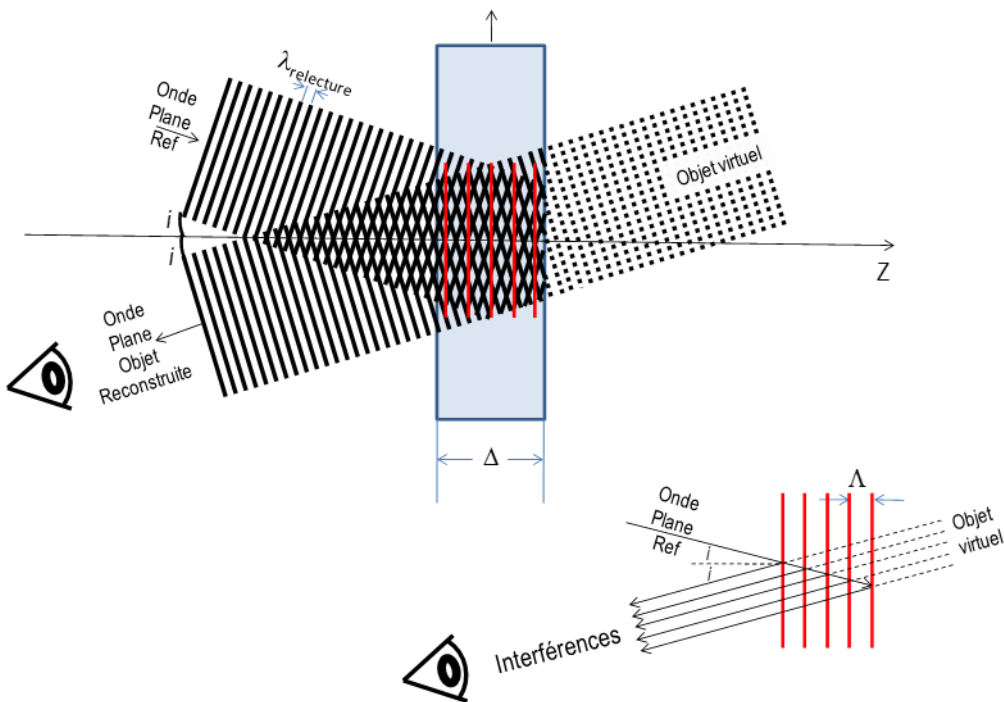 λrelecture
Onde
Plane
Ref
Objet virtuel
i
i
Z
Onde
Plane
Objet
Reconstruite
Δ
Λ
Onde
Plane
Ref
i
i
Objet
virtuel
Interférences